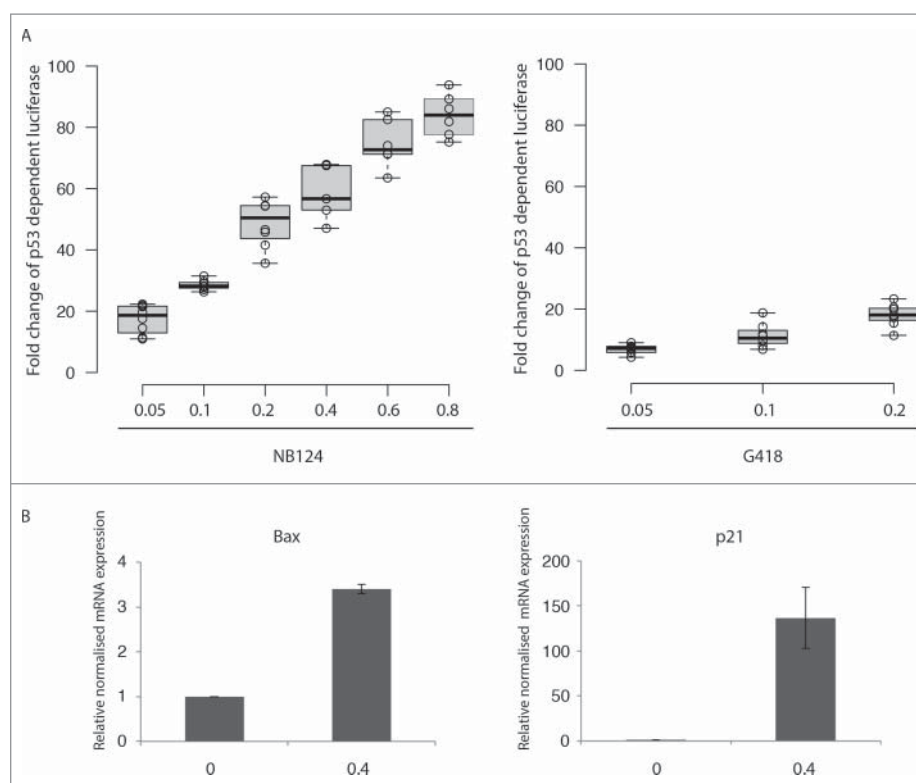 A
Fold change of p53 dependent luciferase
100
80
60
40
20
0
0.05 0.1 0.2 0.4 0.6 0.8
NB124
Fold change of p53 dependent luciferase
100
80
60
40
20
0
0.05 0.1 0.2
G418
B
Bax
Relative normalised mRNA expression
4
3
2
1
0
0 0.4
p21
Relative normalised mRNA expression
200
150
100
50
0
0 0.4